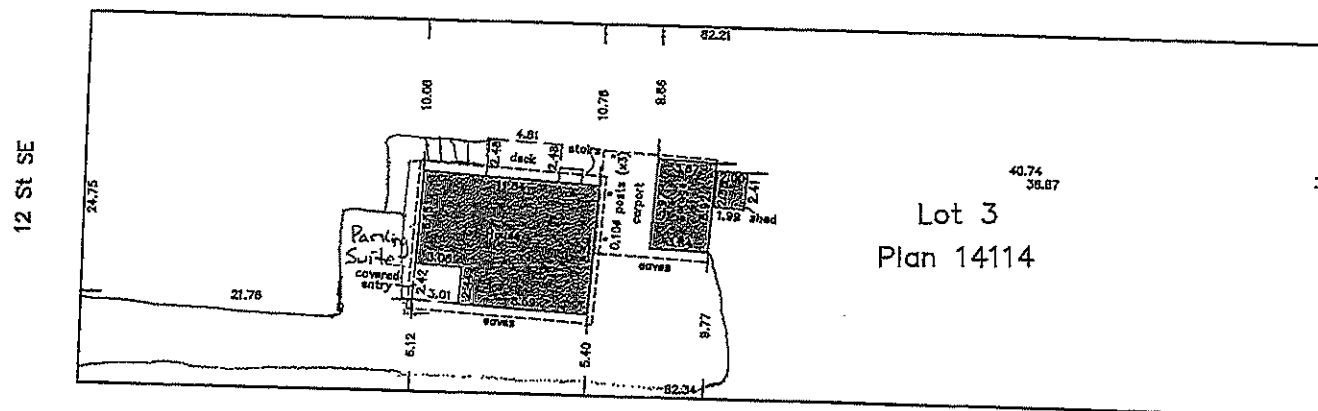 82.21
10.08
10.76
9.66
12 St SE
24.75
4.81
2.48
deck
2.48
stairs
0.104 posts (x3)
carport
2.41
1.99
shed
40.74
38.87
Lot 3
Plan 14114
Parking
Suite
covered
entry
2.42
3.01
eaves
eaves
21.76
5.12
5.40
9.77
82.34